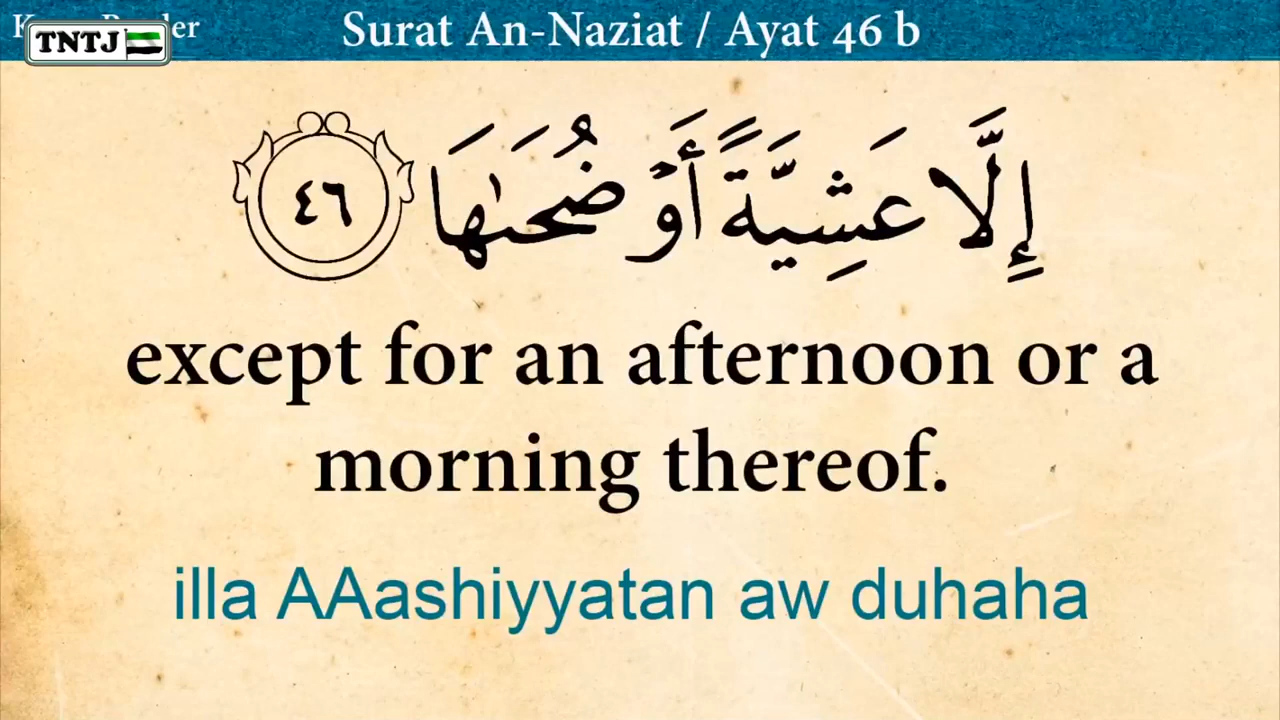 Surat An-Naziat / Ayat 46 b
TNTJ
إِلَّا عَشِيَّةً أَوْ ضُحَىٰهَا ٤٦
except for an afternoon or a
morning thereof.
illa AAashiyyatan aw duhaha